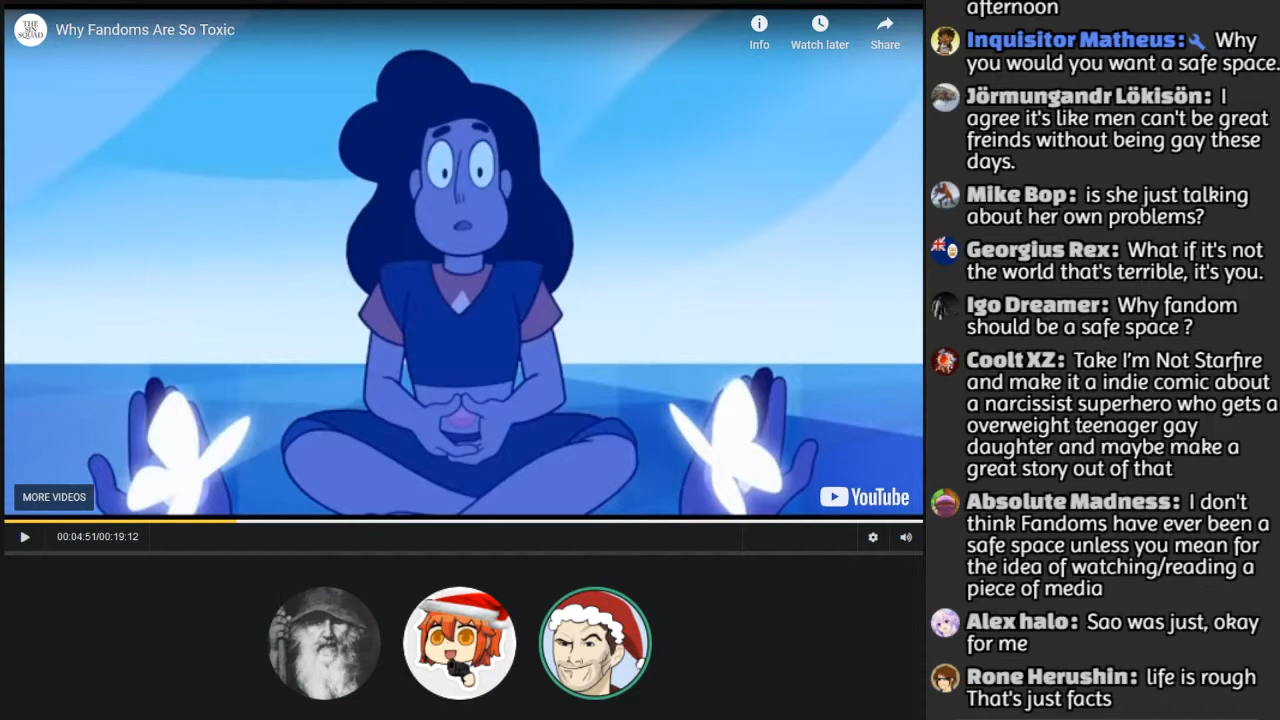 THE
SIN
SQUAD
Why Fandoms Are So Toxic
Info
Watch later
Share
MORE VIDEOS
YouTube
00:04:51/00:19:12
afternoon
Inquisitor Matheus: Why
you would you want a safe space.
Jörmungandr Lökisön: I
agree it's like men can't be great
freinds without being gay these
days.
Mike Bop: is she just talking
about her own problems?
Georgius Rex: What if it's not
the world that's terrible, it's you.
Igo Dreamer: Why fandom
should be a safe space ?
Coolt XZ: Take I'm Not Starfire
and make it a indie comic about
a narcissist superhero who gets a
overweight teenager gay
daughter and maybe make a
great story out of that
Absolute Madness: I don't
think Fandoms have ever been a
safe space unless you mean for
the idea of watching/reading a
piece of media
Alex halo: Sao was just, okay
for me
Rone Herushin: life is rough
That's just facts